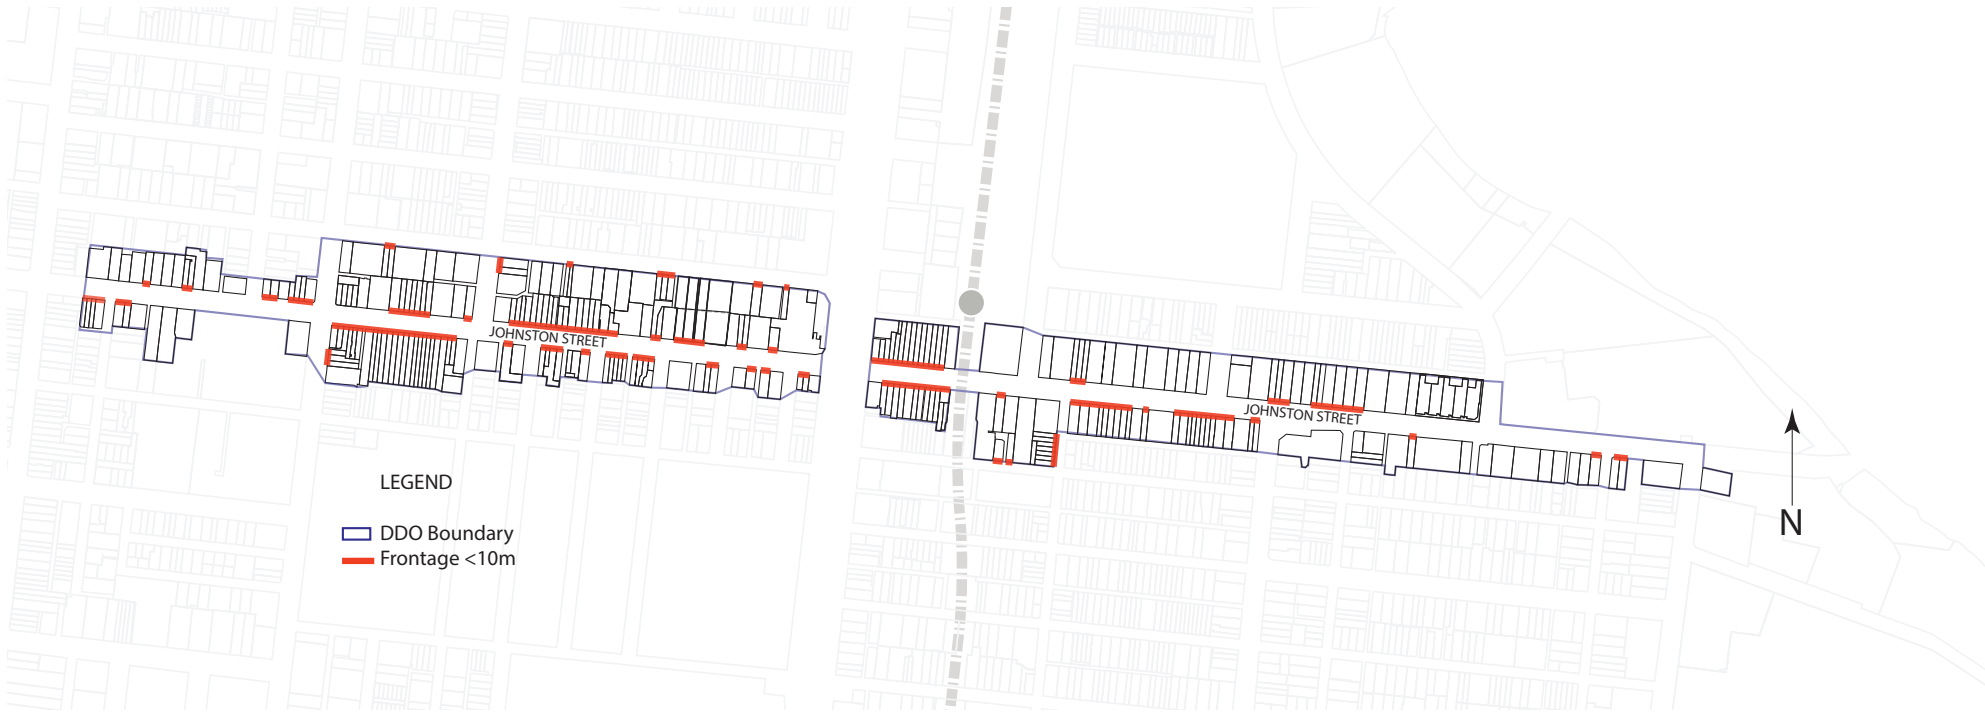 JOHNSTON STREET
JOHNSTON STREET
LEGEND
DDO Boundary
Frontage <10m
N